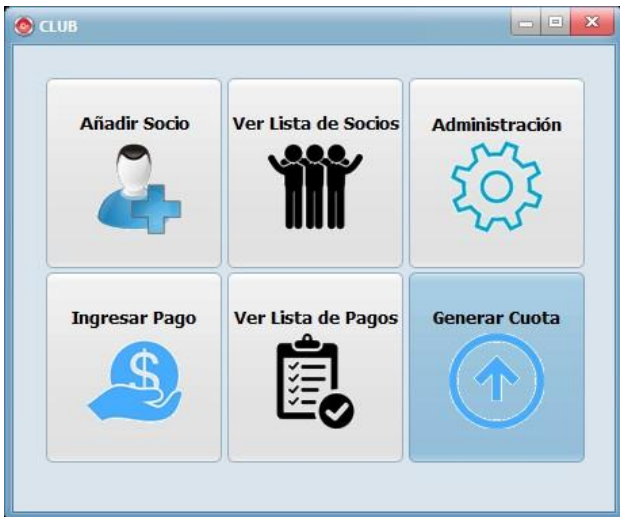 CLUB
Añadir Socio
Ver Lista de Socios
Administración
Ingresar Pago
$
Ver Lista de Pagos
Generar Cuota